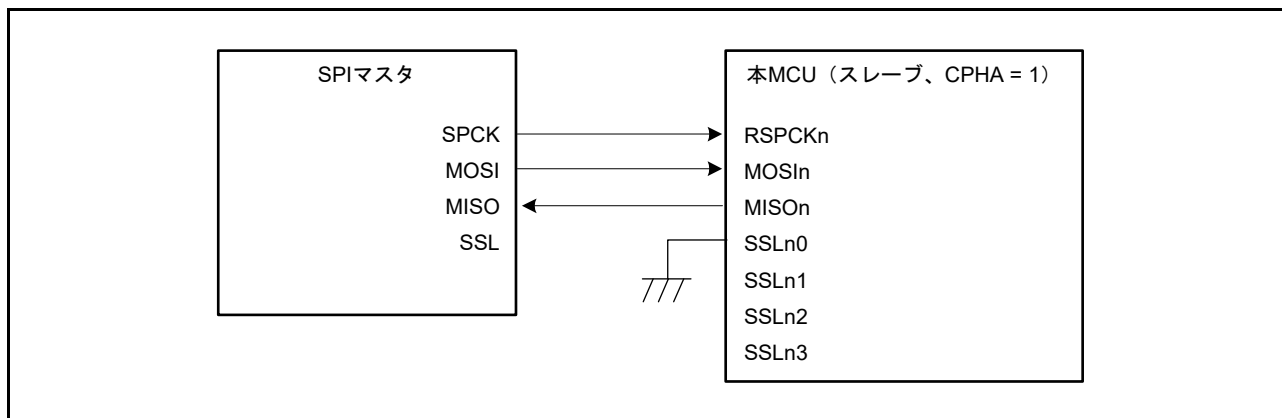 SPIマスタ
SPCK
MOSI
MISO
SSL
本MCU（スレーブ、CPHA = 1）
RSPCKn
MOSIn
MISOn
SSLn0
SSLn1
SSLn2
SSLn3